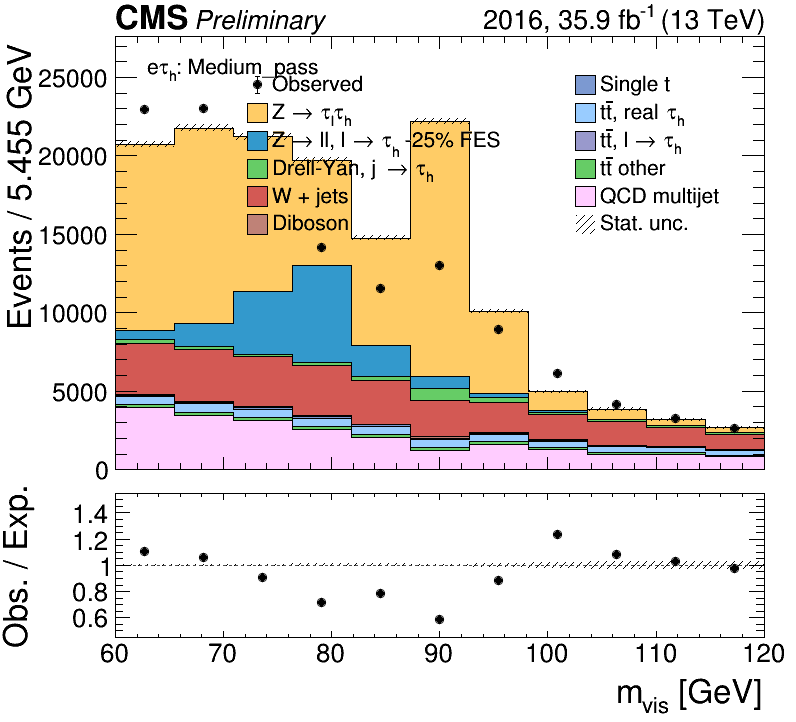 CMS Preliminary 2016, 35.9 fb⁻¹ (13 TeV)
eτₕ: Medium_pass
Observed
Z → τₗτₕ
Z → ll, l → τₕ -25% FES
Drell-Yan, j → τₕ
W + jets
Diboson
Single t
tt̄, real τₕ
tt̄, l → τₕ
tt̄ other
QCD multijet
Stat. unc.
Events / 5.455 GeV
25000
20000
15000
10000
5000
0
Obs. / Exp.
1.4
1.2
1
0.8
0.6
60 70 80 90 100 110 120
m_vis [GeV]